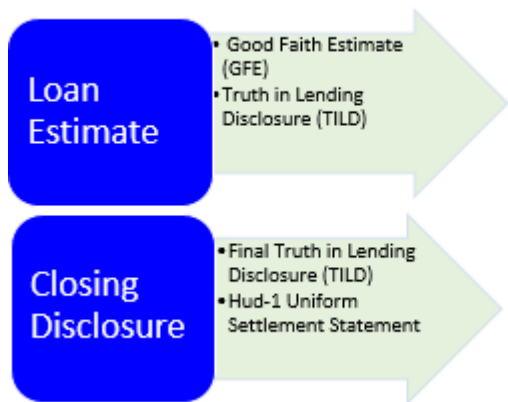 Loan
Estimate
• Good Faith Estimate
(GFE)
•Truth in Lending
Disclosure (TILD)
Closing
Disclosure
•Final Truth in Lending
Disclosure (TILD)
•Hud-1 Uniform
Settlement Statement